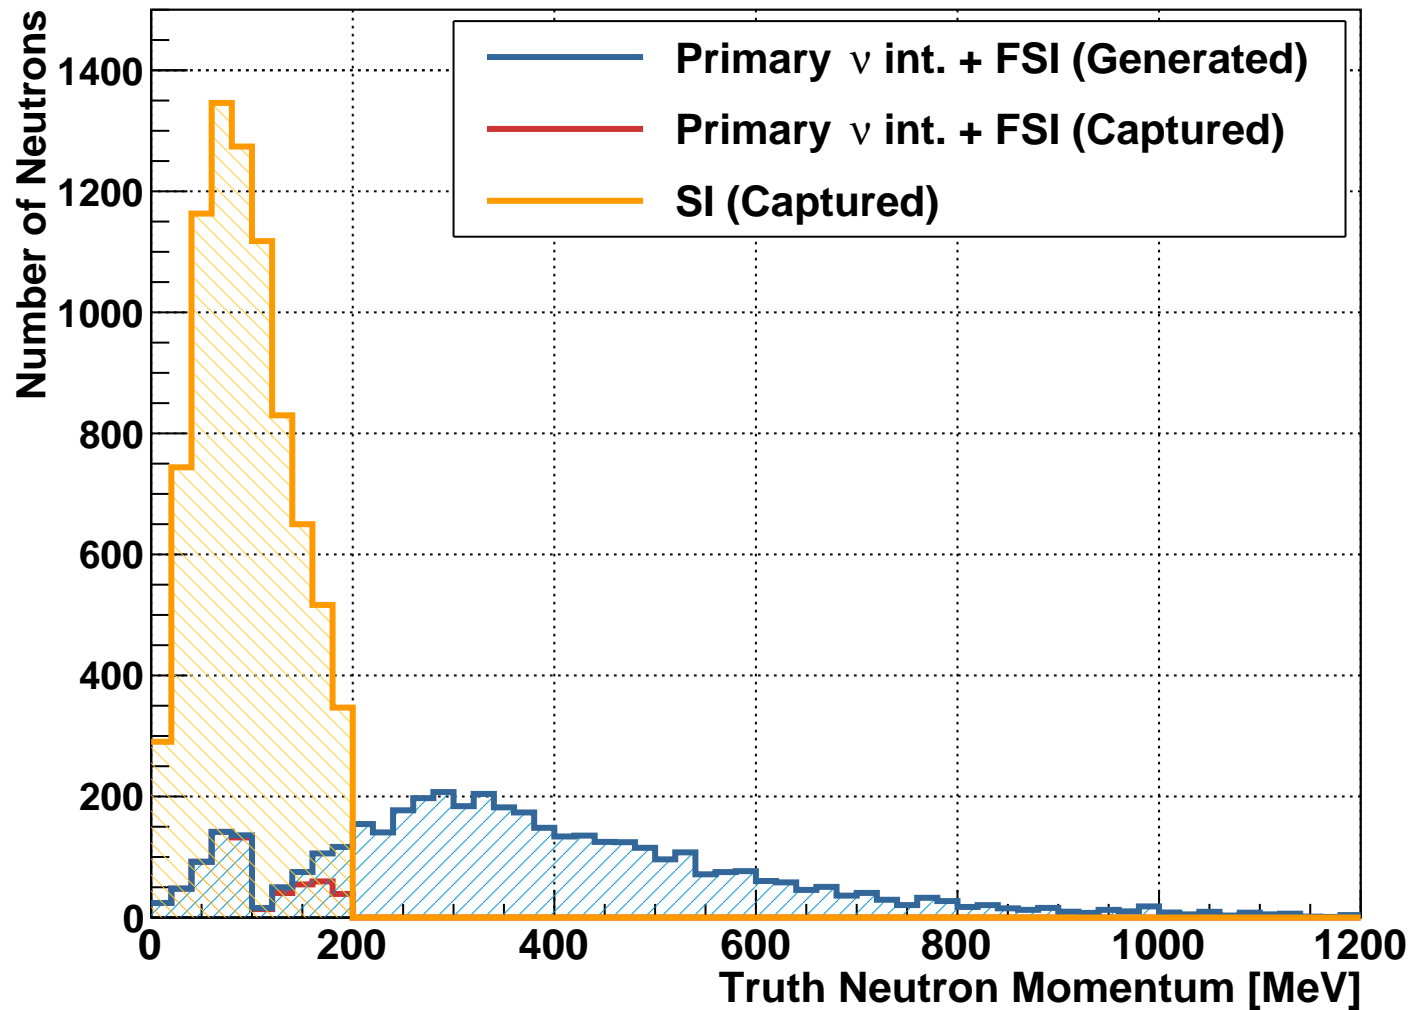 Number of Neutrons
1400
1200
1000
800
600
400
200
0
Primary ν int. + FSI (Generated)
Primary ν int. + FSI (Captured)
SI (Captured)
0 200 400 600 800 1000 1200
Truth Neutron Momentum [MeV]